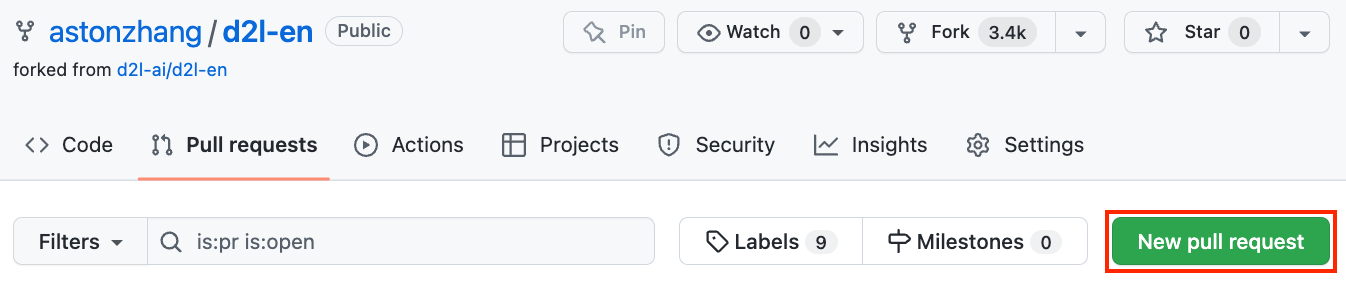 astonzhang / d2l-en Public Pin Watch 0 Fork 3.4k Star 0
forked from d2l-ai/d2l-en
Code Pull requests Actions Projects Security Insights Settings
Filters is:pr is:open Labels 9 Milestones 0 New pull request